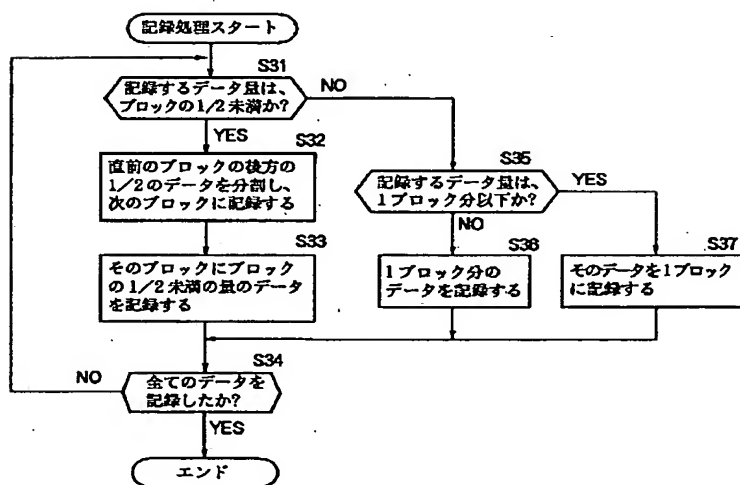 記録処理スタート
S31
記録するデータ量は、
ブロックの1/2未満か?
NO
YES
S32
直前のブロックの後方の
1/2のデータを分割し、
次のブロックに記録する
S33
そのブロックにブロック
の1/2未満の量のデータ
を記録する
S35
記録するデータ量は、
1ブロック分以下か?
YES
NO
S36
1ブロック分の
データを記録する
S37
そのデータを1ブロック
に記録する
S34
全てのデータを
記録したか?
NO
YES
エンド